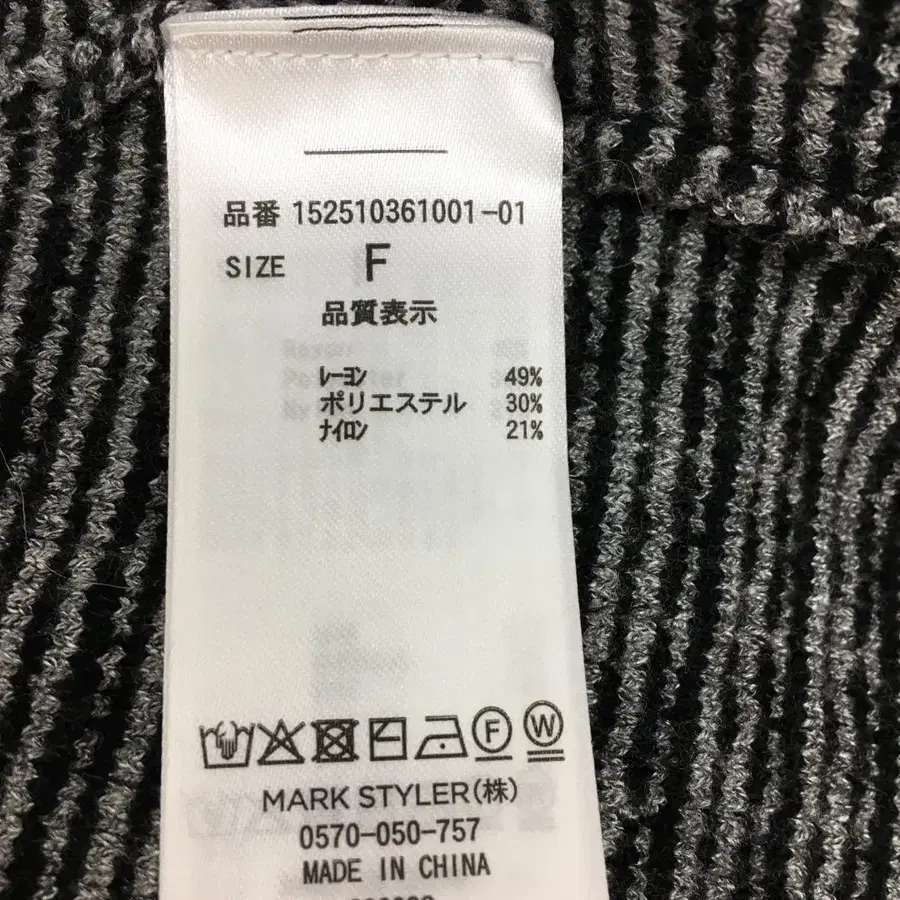 品番 152510361001-01
SIZE F
品質表示
レーヨン 49%
ポリエステル 30%
ナイロン 21%
F W
MARK STYLER(株)
0570-050-757
MADE IN CHINA